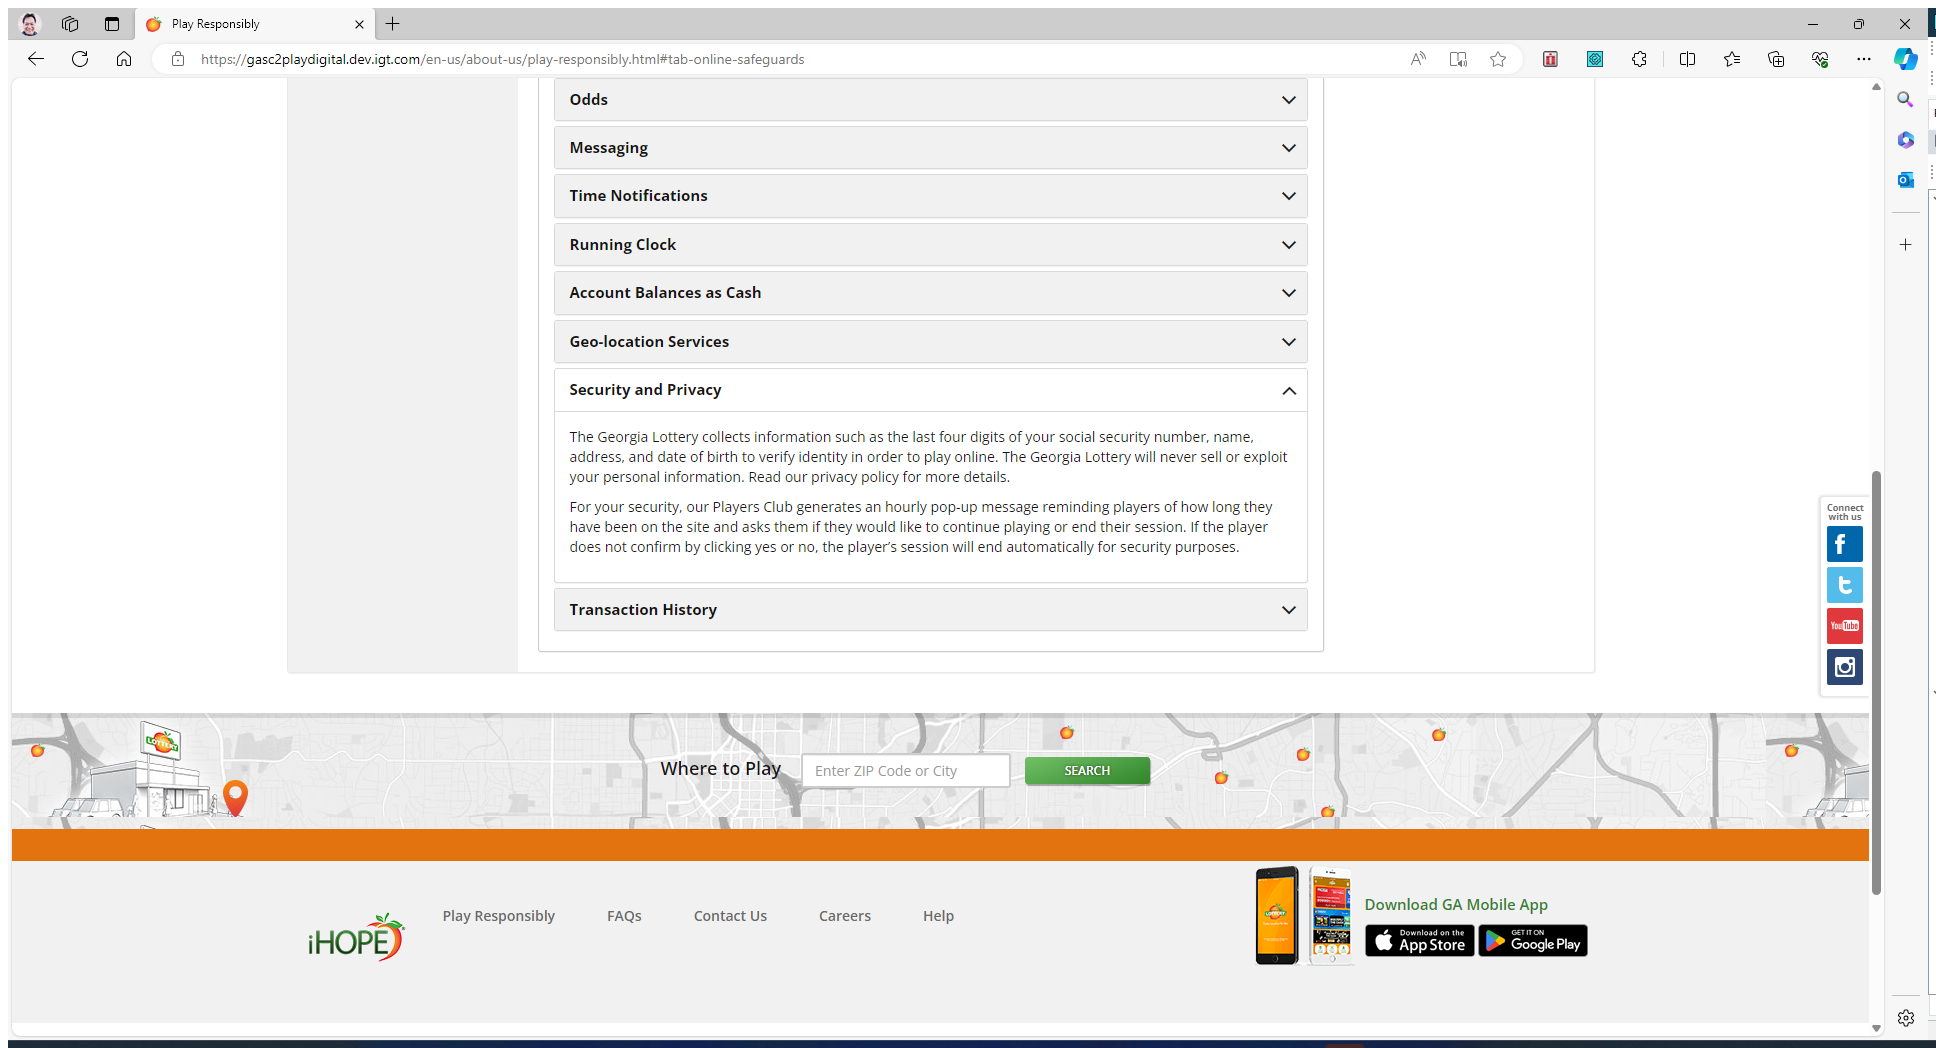 Play Responsibly
https://gasc2playdigital.dev.igt.com/en-us/about-us/play-responsibly.html#tab-online-safeguards
Odds
Messaging
Time Notifications
Running Clock
Account Balances as Cash
Geo-location Services
Security and Privacy
The Georgia Lottery collects information such as the last four digits of your social security number, name,
address, and date of birth to verify identity in order to play online. The Georgia Lottery will never sell or exploit
your personal information. Read our privacy policy for more details.
For your security, our Players Club generates an hourly pop-up message reminding players of how long they
have been on the site and asks them if they would like to continue playing or end their session. If the player
does not confirm by clicking yes or no, the player’s session will end automatically for security purposes.
Transaction History
Connect
with us
You Tube
LOTTERY
Where to Play
Enter ZIP Code or City
SEARCH
iHOPE
Play Responsibly
FAQs
Contact Us
Careers
Help
LOTTERY
Download GA Mobile App
Download on the
App Store
GET IT ON
Google Play